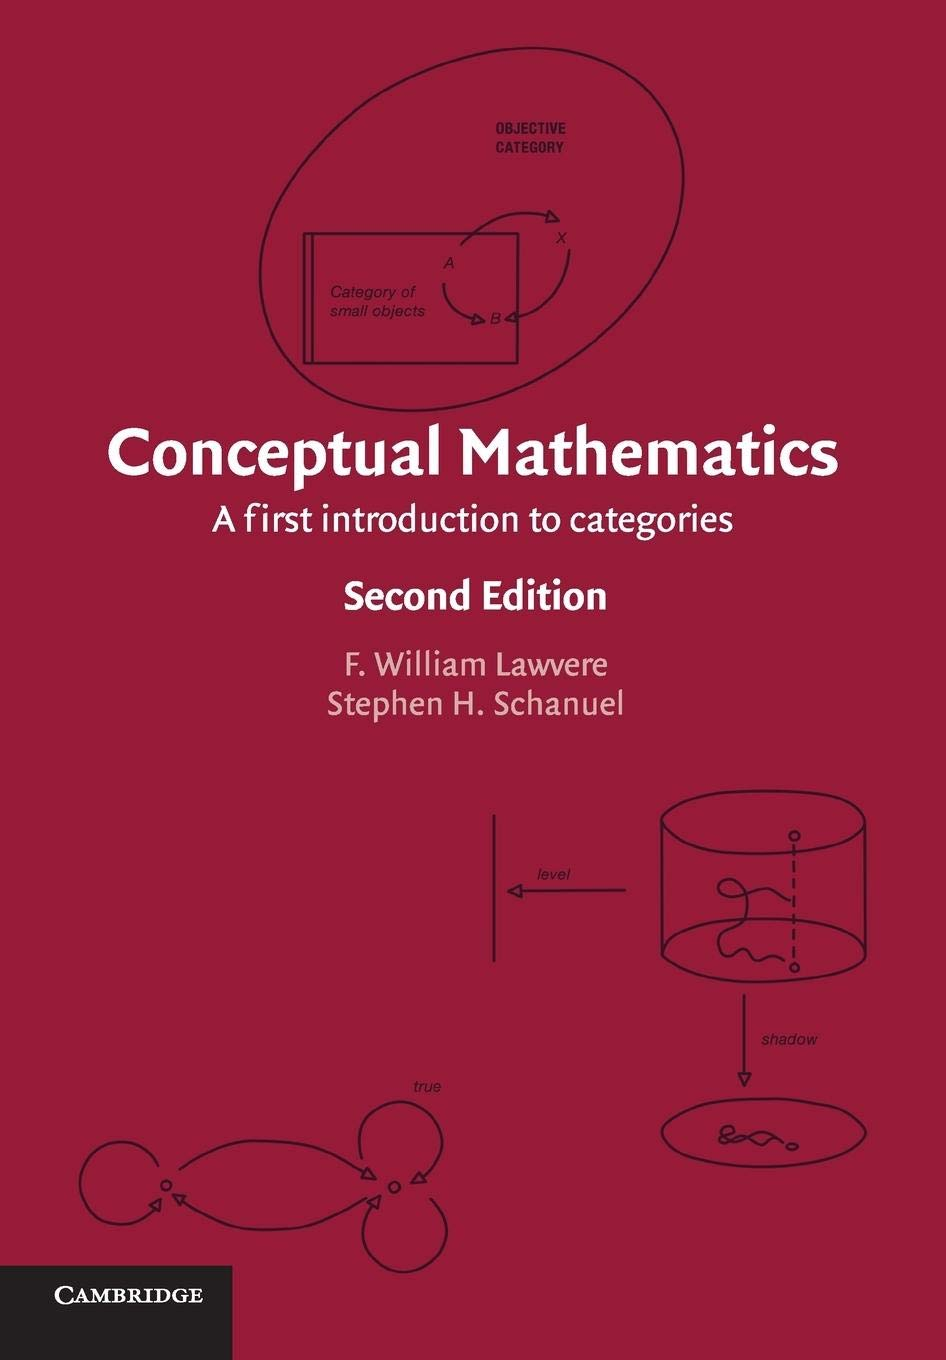 OBJECTIVE
CATEGORY
X
A
Category of
small objects
B
Conceptual Mathematics
A first introduction to categories
Second Edition
F. William Lawvere
Stephen H. Schanuel
level
shadow
true
CAMBRIDGE